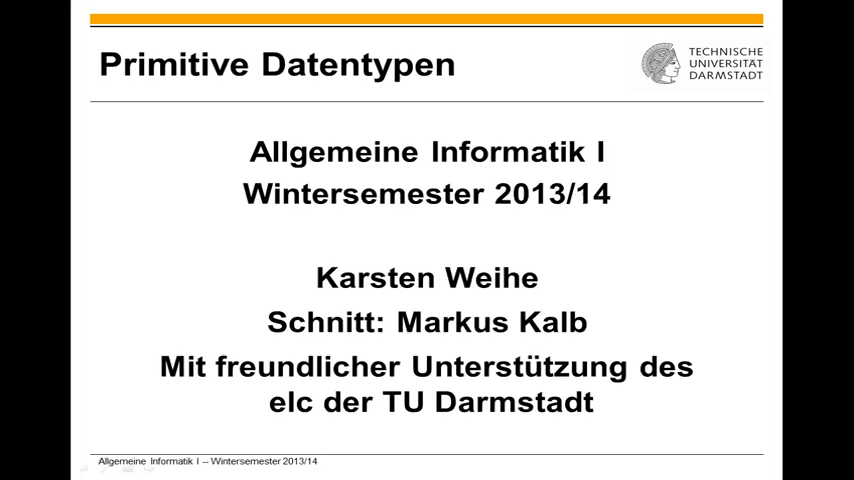 Primitive Datentypen
TECHNISCHE
UNIVERSITÄT
DARMSTADT
Allgemeine Informatik I
Wintersemester 2013/14
Karsten Weihe
Schnitt: Markus Kalb
Mit freundlicher Unterstützung des
elc der TU Darmstadt
Allgemeine Informatik I -- Wintersemester 2013/14